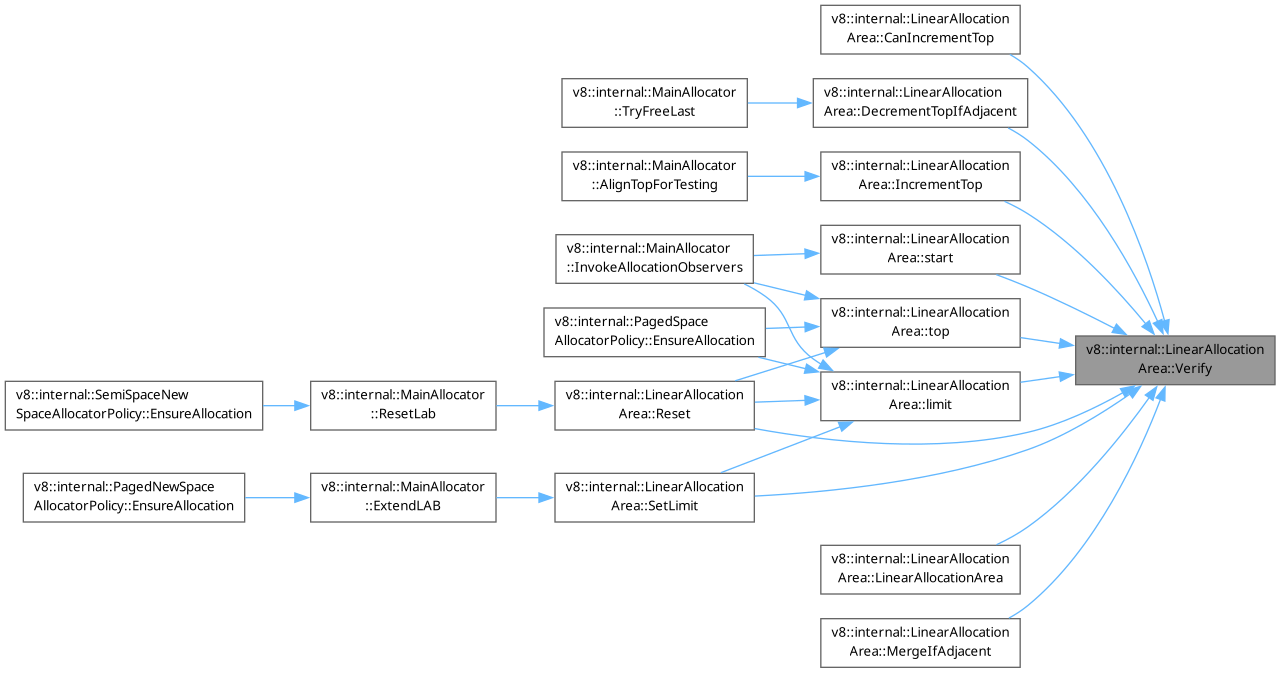 v8::internal::LinearAllocation
Area::CanIncrementTop
v8::internal::MainAllocator
::TryFreeLast
v8::internal::LinearAllocation
Area::DecrementTopIfAdjacent
v8::internal::MainAllocator
::AlignTopForTesting
v8::internal::LinearAllocation
Area::IncrementTop
v8::internal::MainAllocator
::InvokeAllocationObservers
v8::internal::LinearAllocation
Area::start
v8::internal::PagedSpace
AllocatorPolicy::EnsureAllocation
v8::internal::LinearAllocation
Area::top
v8::internal::LinearAllocation
Area::Verify
v8::internal::SemiSpaceNew
SpaceAllocatorPolicy::EnsureAllocation
v8::internal::MainAllocator
::ResetLab
v8::internal::LinearAllocation
Area::Reset
v8::internal::LinearAllocation
Area::limit
v8::internal::PagedNewSpace
AllocatorPolicy::EnsureAllocation
v8::internal::MainAllocator
::ExtendLAB
v8::internal::LinearAllocation
Area::SetLimit
v8::internal::LinearAllocation
Area::LinearAllocationArea
v8::internal::LinearAllocation
Area::MergeIfAdjacent